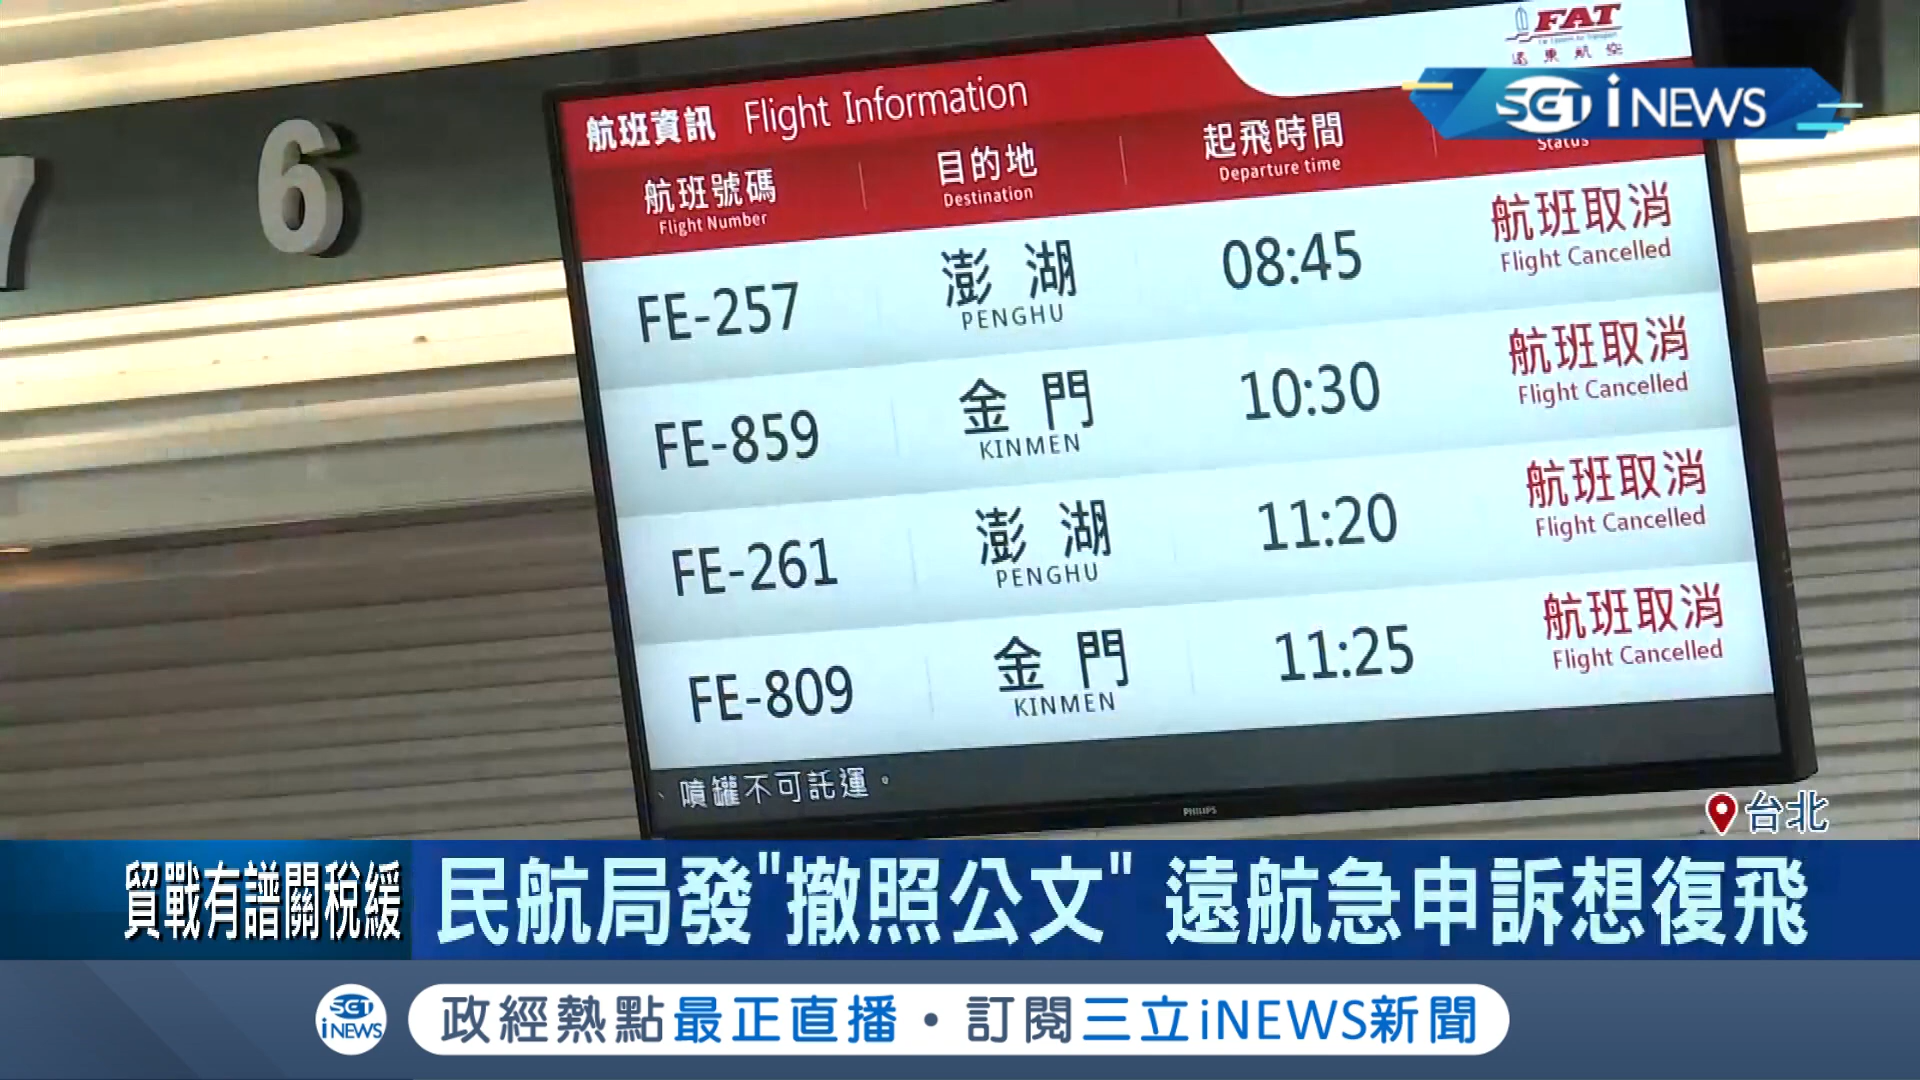 FAT
遠東航空
SET iNEWS
7 6
航班資訊 Flight Information
航班號碼 目的地 起飛時間
Flight Number Destination Departure time Status
FE-257 澎湖 08:45 航班取消
PENGHU Flight Cancelled
FE-859 金門 10:30 航班取消
KINMEN Flight Cancelled
FE-261 澎湖 11:20 航班取消
PENGHU Flight Cancelled
FE-809 金門 11:25 航班取消
KINMEN Flight Cancelled
、噴罐不可託運。
PHILIPS
台北
貿戰有譜關稅緩 民航局發"撤照公文" 遠航急申訴想復飛
SET iNEWS 政經熱點最正直播・訂閱三立iNEWS新聞